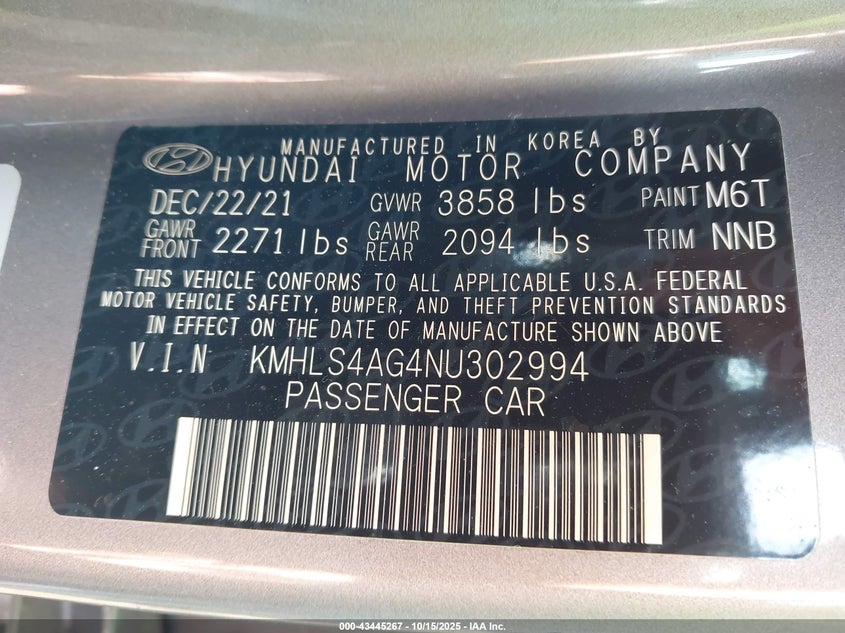 MANUFACTURED IN KOREA BY
HYUNDAI MOTOR COMPANY
DEC/22/21 GVWR 3858 lbs PAINT M6T
GAWR FRONT 2271 lbs GAWR REAR 2094 lbs TRIM NNB
THIS VEHICLE CONFORMS TO ALL APPLICABLE U.S.A. FEDERAL
MOTOR VEHICLE SAFETY, BUMPER, AND THEFT PREVENTION STANDARDS
IN EFFECT ON THE DATE OF MANUFACTURE SHOWN ABOVE.
V.I.N KMHLS4AG4NU302994
PASSENGER CAR
000-43445267 - 10/15/2025 - IAA Inc.